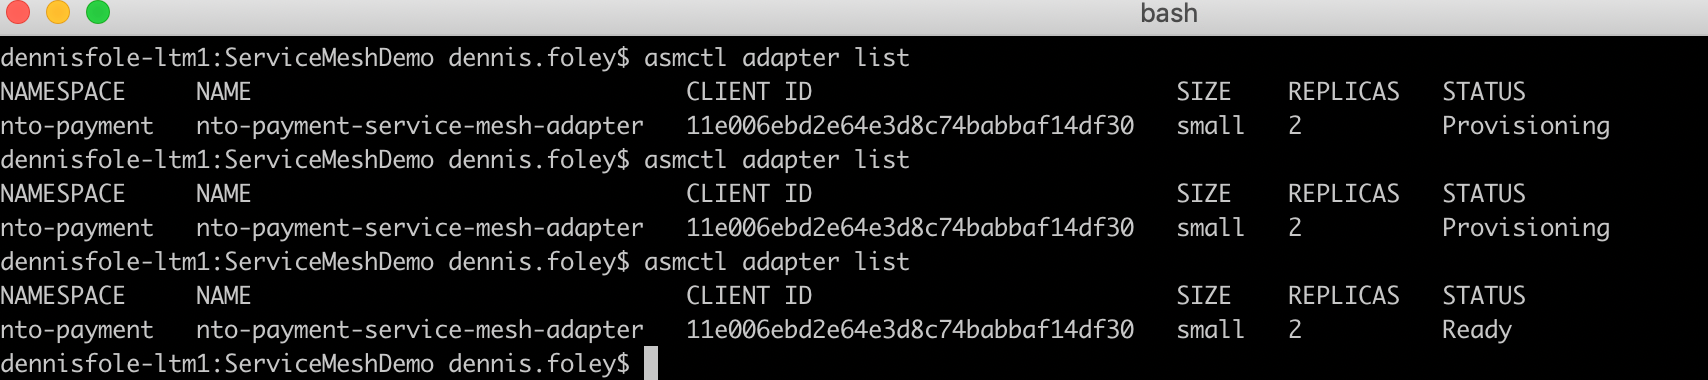 bash
dennisfole-ltm1:ServiceMeshDemo dennis.foley$ asmctl adapter list
NAMESPACE NAME CLIENT ID SIZE REPLICAS STATUS
nto-payment nto-payment-service-mesh-adapter 11e006ebd2e64e3d8c74babbaf14df30 small 2 Provisioning
dennisfole-ltm1:ServiceMeshDemo dennis.foley$ asmctl adapter list
NAMESPACE NAME CLIENT ID SIZE REPLICAS STATUS
nto-payment nto-payment-service-mesh-adapter 11e006ebd2e64e3d8c74babbaf14df30 small 2 Provisioning
dennisfole-ltm1:ServiceMeshDemo dennis.foley$ asmctl adapter list
NAMESPACE NAME CLIENT ID SIZE REPLICAS STATUS
nto-payment nto-payment-service-mesh-adapter 11e006ebd2e64e3d8c74babbaf14df30 small 2 Ready
dennisfole-ltm1:ServiceMeshDemo dennis.foley$